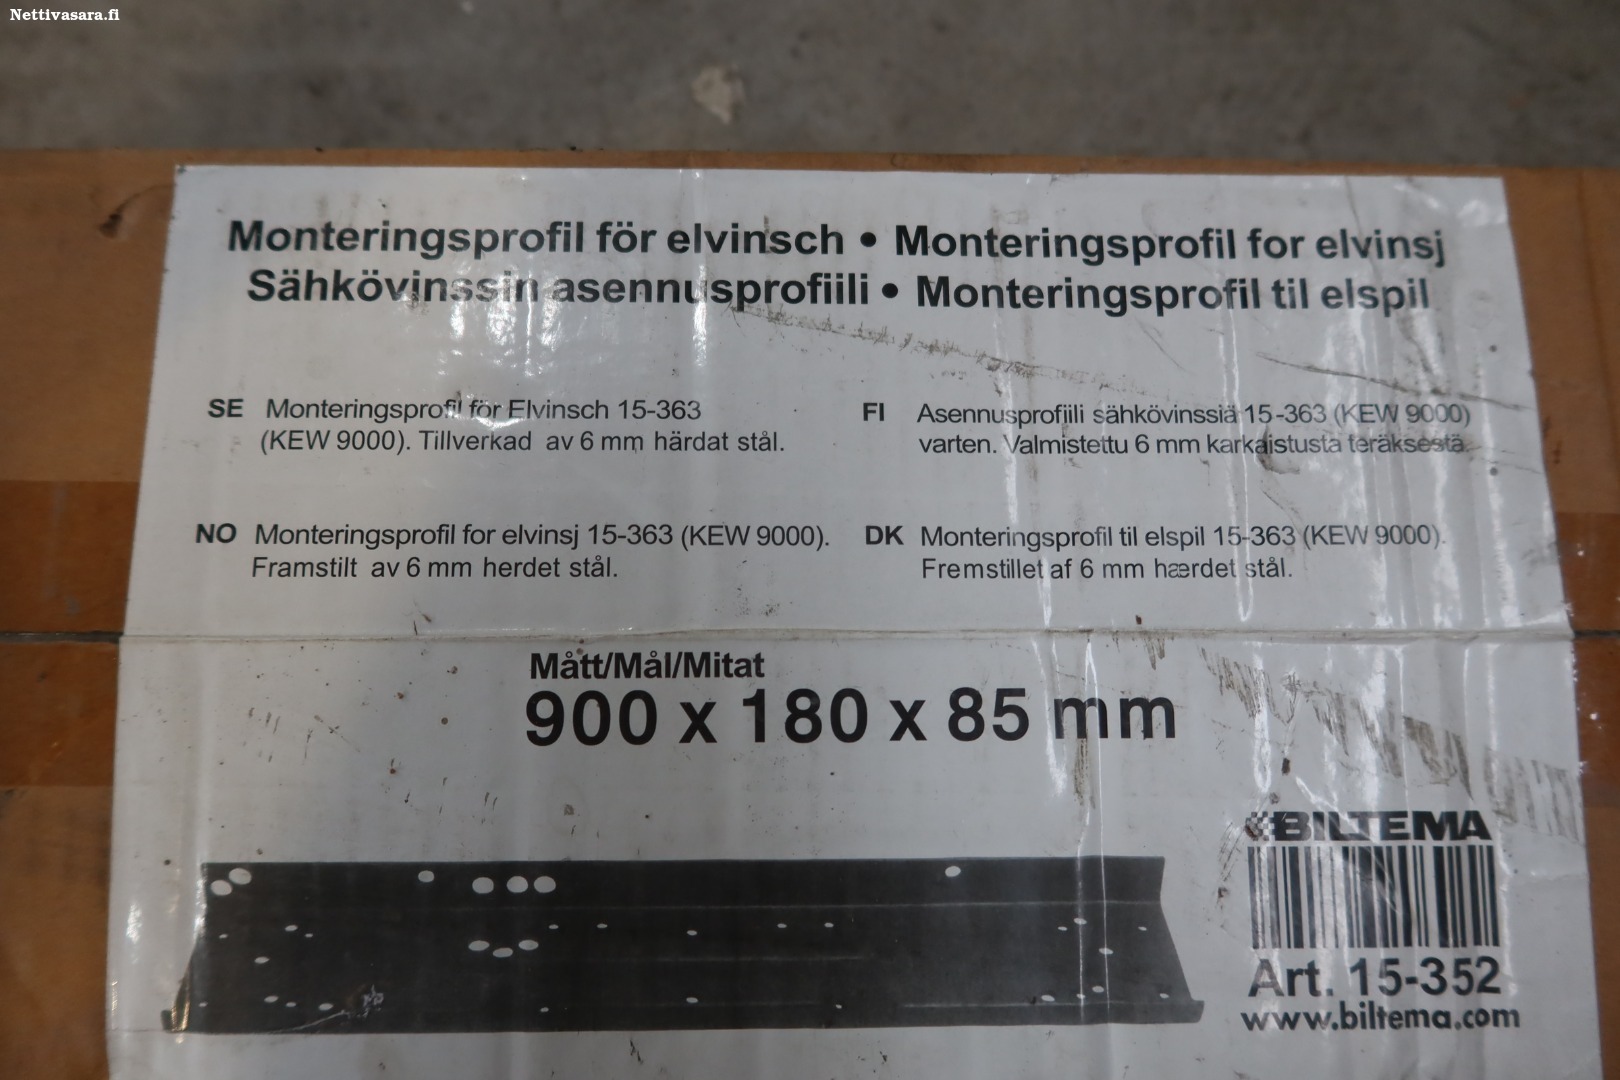 Nettivasara.fi
Monteringsprofil för elvinsch • Monteringsprofil for elvinsj
Sähkövinssin asennusprofiili • Monteringsprofil til elspil
SE Monteringsprofil för Elvinsch 15-363
(KEW 9000). Tillverkad av 6 mm härdat stål.
FI Asennusprofiili sähkövinssiä 15-363 (KEW 9000)
varten. Valmistettu 6 mm karkaistusta teräksestä.
NO Monteringsprofil for elvinsj 15-363 (KEW 9000).
Framstilt av 6 mm herdet stål.
DK Monteringsprofil til elspil 15-363 (KEW 9000).
Fremstillet af 6 mm hærdet stål.
Mått/Mål/Mitat
900 x 180 x 85 mm
BILTEMA
Art. 15-352
www.biltema.com